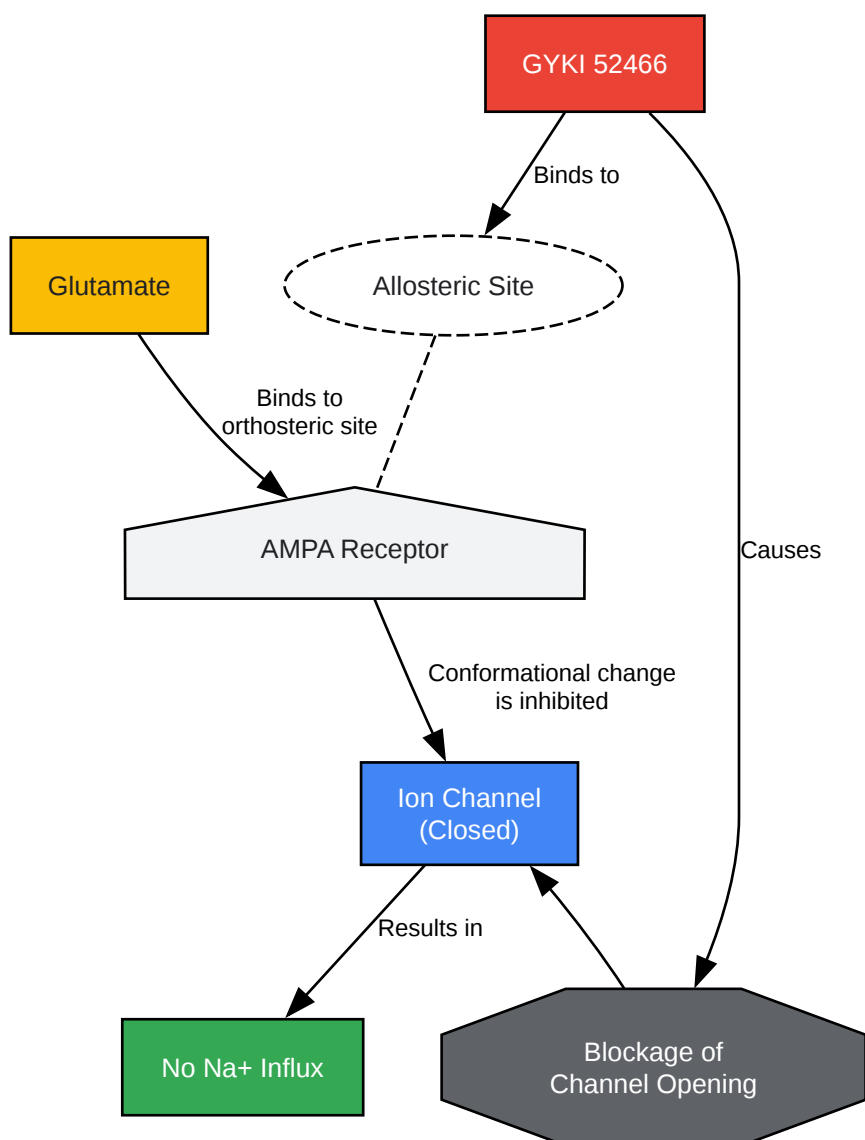 GYKI 52466
Binds to
Glutamate
Allosteric Site
Binds to
orthosteric site
AMPA Receptor
Causes
Conformational change
is inhibited
Ion Channel
(Closed)
Results in
No Na+ Influx
Blockage of
Channel Opening